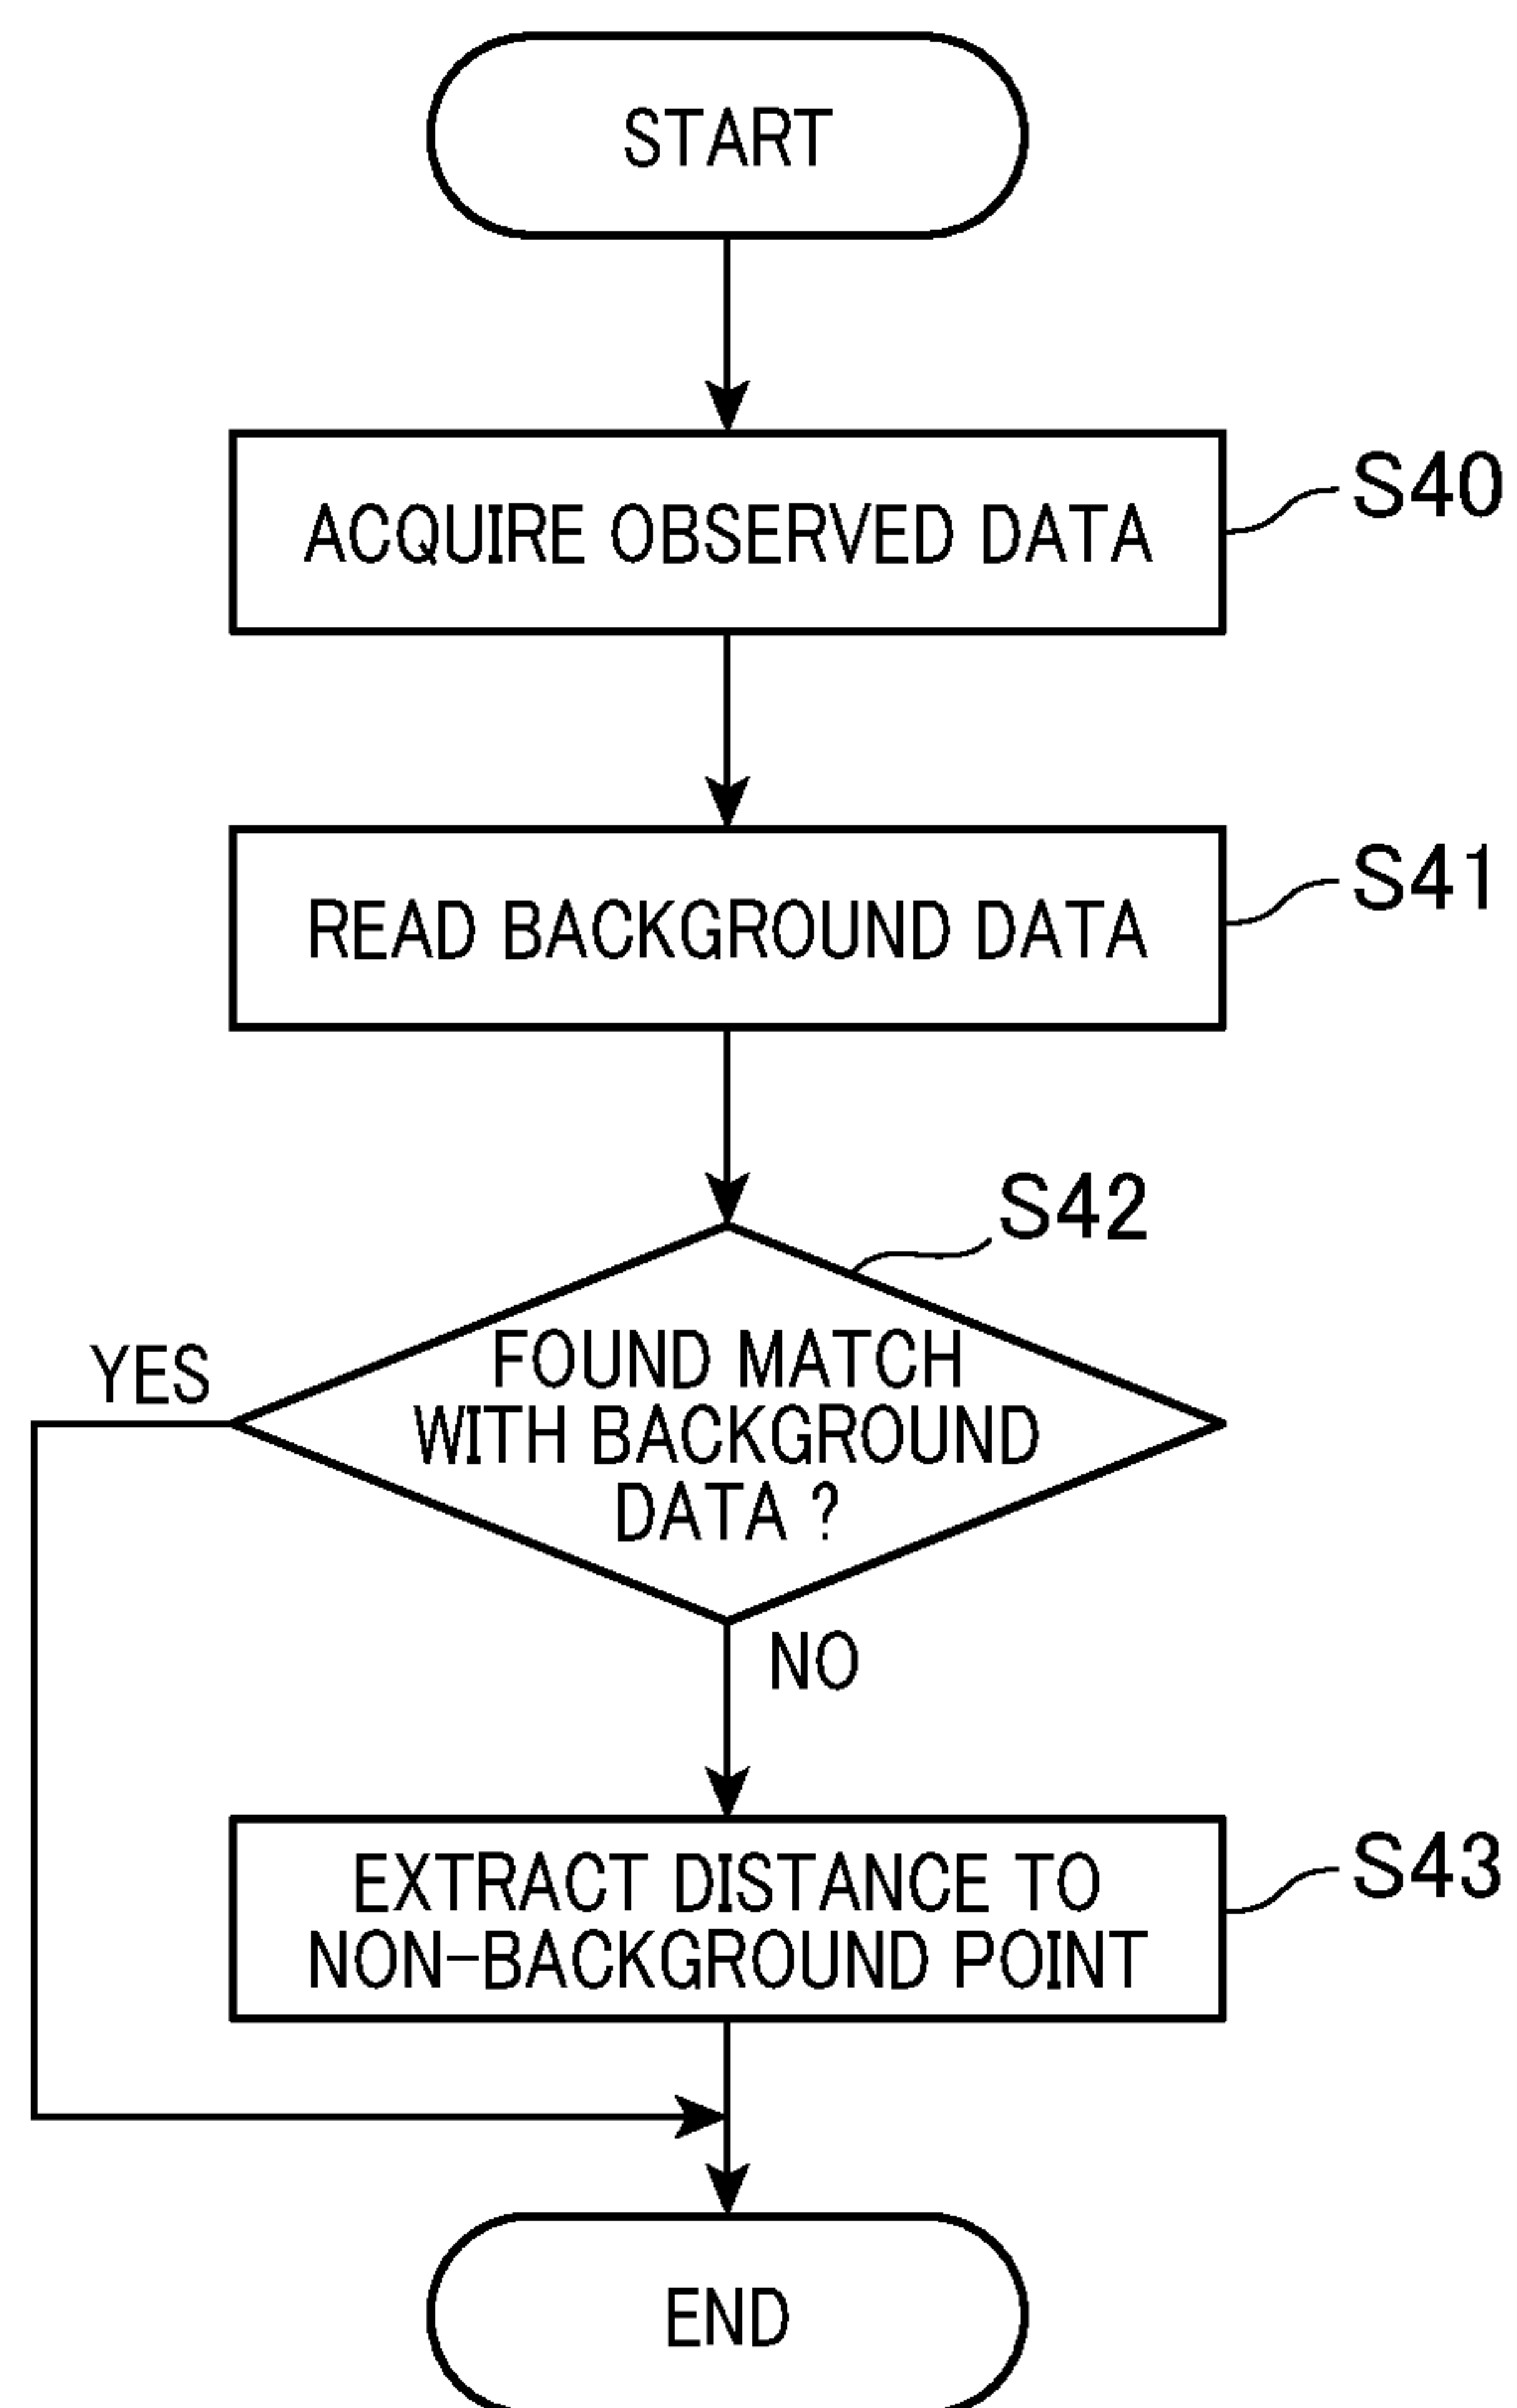 START
ACQUIRE OBSERVED DATA
S40
READ BACKGROUND DATA
S41
S42
FOUND MATCH
WITH BACKGROUND
DATA ?
YES
NO
EXTRACT DISTANCE TO
NON-BACKGROUND POINT
S43
END